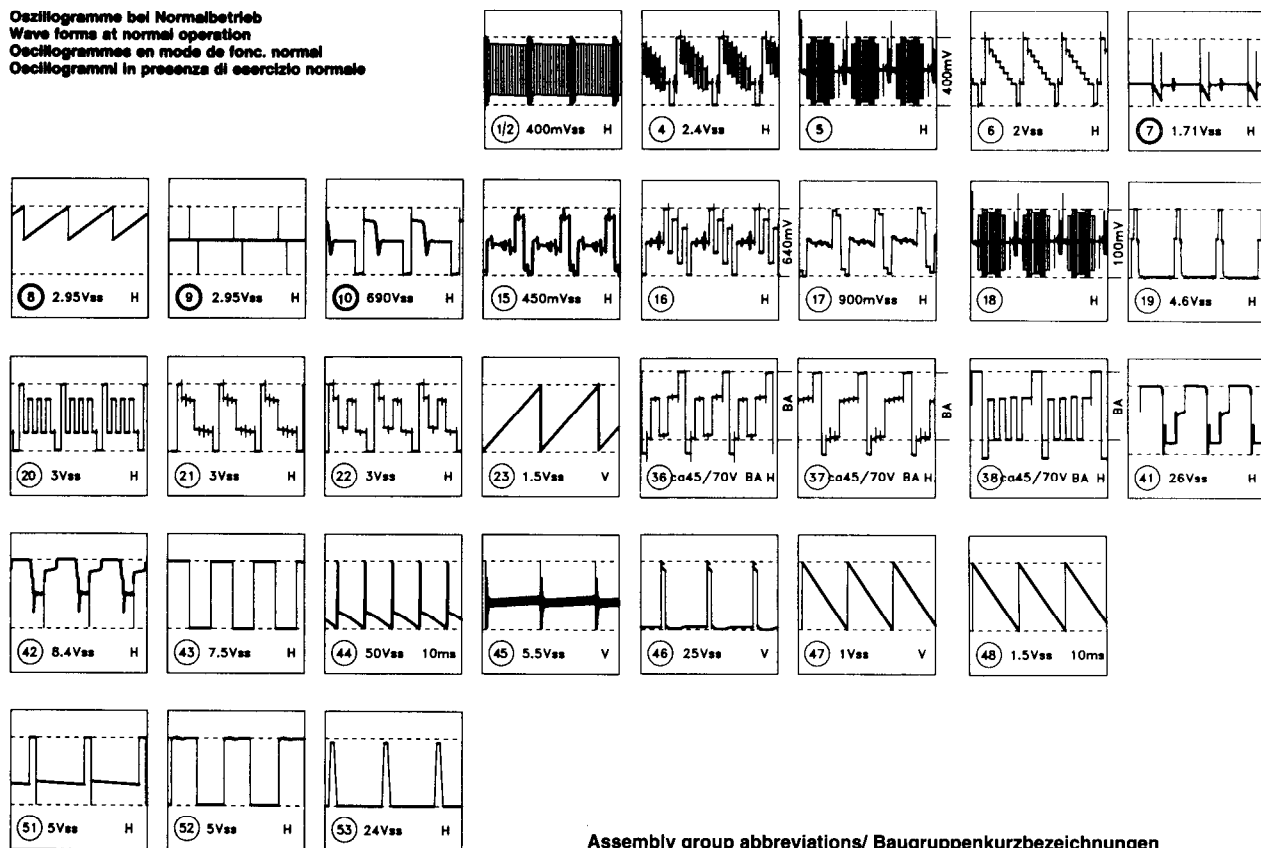 Oszillogramme bei Normalbetrieb
Wave forms at normal operation
Oscillogrammes en mode de fonc. normal
Oscillogrammi in presenza di esercizio normale
1/2 400mVss H
4 2.4Vss H
5 H
400mV
6 2Vss H
7 1.71Vss H
8 2.95Vss H
9 2.95Vss H
10 690Vss H
15 450mVss H
16 H
640mV
17 900mVss H
18 H
100mV
19 4.6Vss H
20 3Vss H
21 3Vss H
22 3Vss H
23 1.5Vss V
36 ca45/70V BA H
BA
37 ca45/70V BA H
BA
38 ca45/70V BA H
BA
41 26Vss H
42 8.4Vss H
43 7.5Vss H
44 50Vss 10ms
45 5.5Vss V
46 25Vss V
47 1Vss V
48 1.5Vss 10ms
51 5Vss H
52 5Vss H
53 24Vss H
Assembly group abbreviations/ Baugruppenkurzbezeichnungen